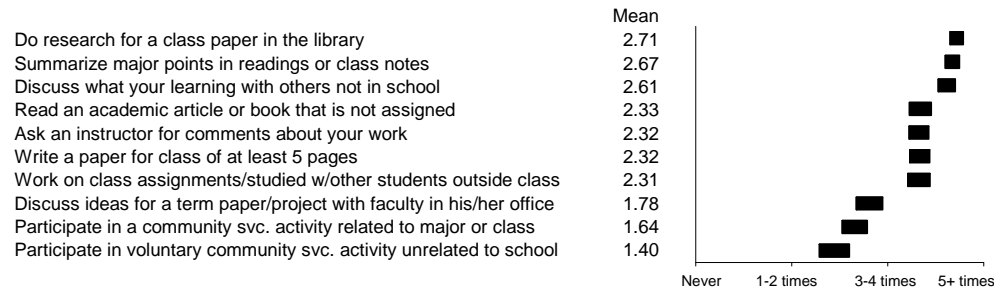 Mean
Do research for a class paper in the library 2.71
Summarize major points in readings or class notes 2.67
Discuss what your learning with others not in school 2.61
Read an academic article or book that is not assigned 2.33
Ask an instructor for comments about your work 2.32
Write a paper for class of at least 5 pages 2.32
Work on class assignments/studied w/other students outside class 2.31
Discuss ideas for a term paper/project with faculty in his/her office 1.78
Participate in a community svc. activity related to major or class 1.64
Participate in voluntary community svc. activity unrelated to school 1.40
Never 1-2 times 3-4 times 5+ times